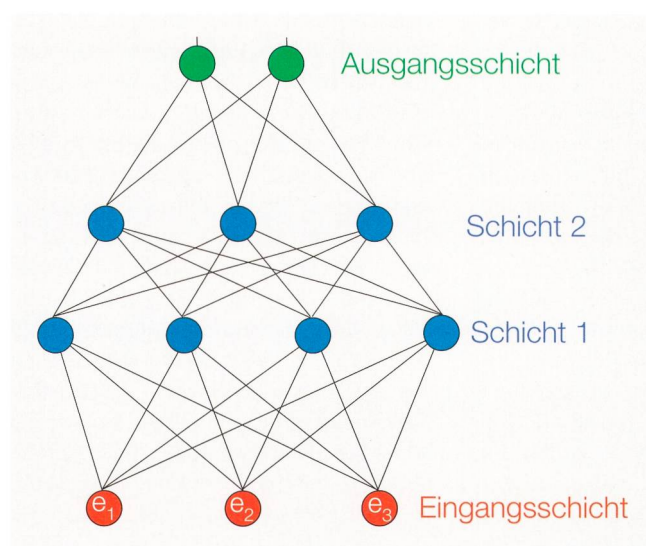 Ausgangsschicht
Schicht 2
Schicht 1
e₁ e₂ e₃ Eingangsschicht